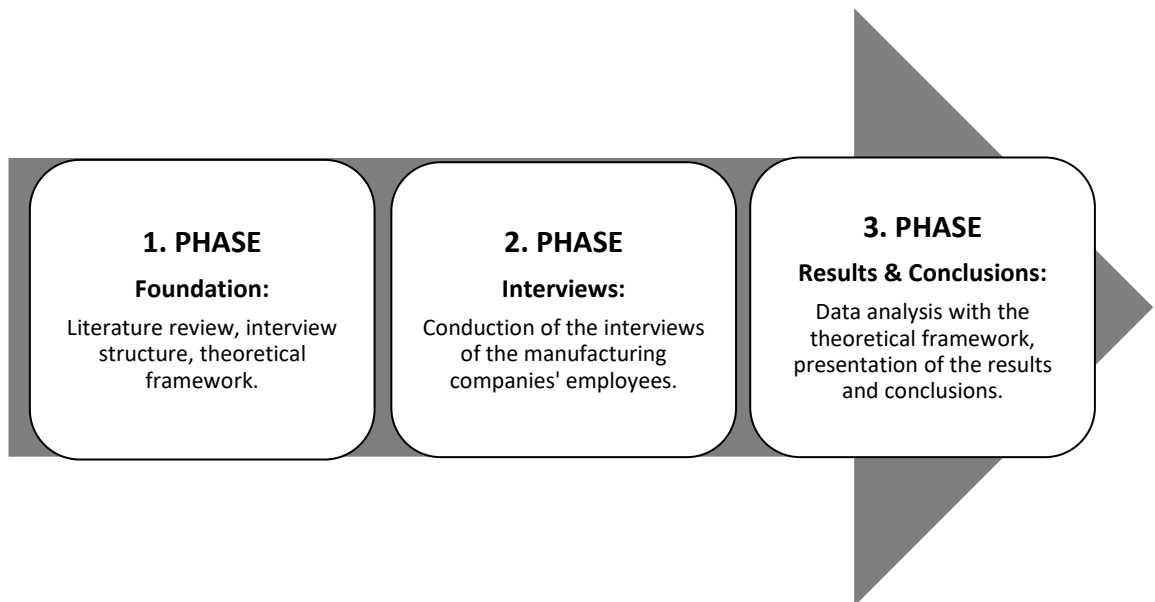 1. PHASE
Foundation:
Literature review, interview
structure, theoretical
framework.
2. PHASE
Interviews:
Conduction of the interviews
of the manufacturing
companies' employees.
3. PHASE
Results & Conclusions:
Data analysis with the
theoretical framework,
presentation of the results
and conclusions.